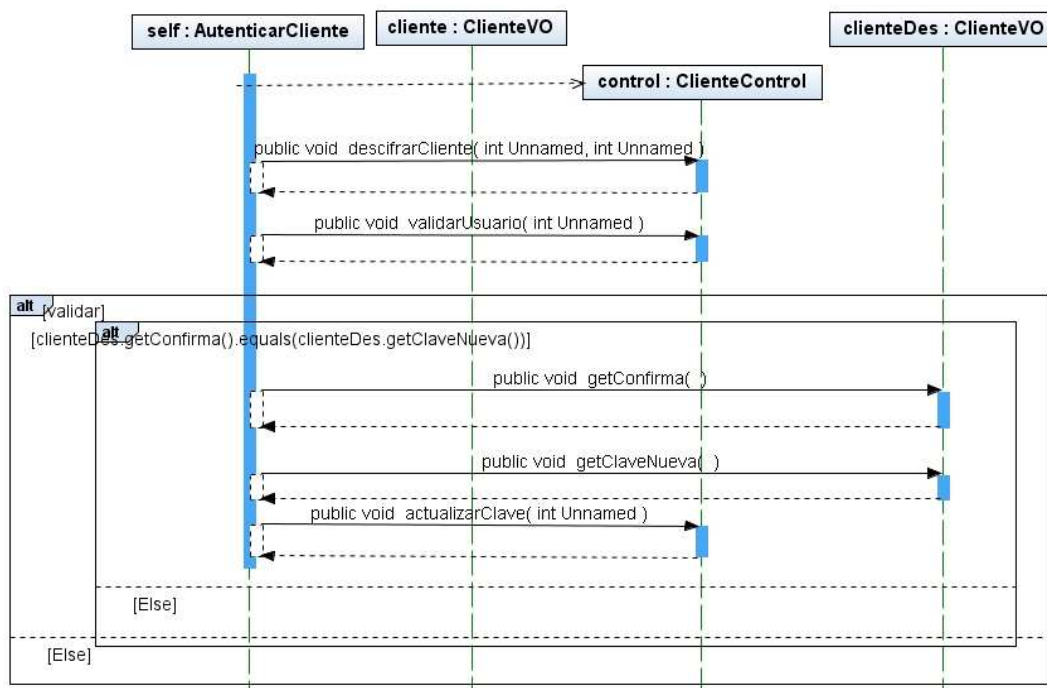 self : AutenticarCliente
cliente : ClienteVO
clienteDes : ClienteVO
control : ClienteControl
public void descifrarCliente( int Unnamed, int Unnamed )
public void validarUsuario( int Unnamed )
alt
[validar]
alt
[clienteDes.getConfirma().equals(clienteDes.getClaveNueva())]
public void getConfirma( )
public void getClaveNueva( )
public void actualizarClave( int Unnamed )
[Else]
[Else]